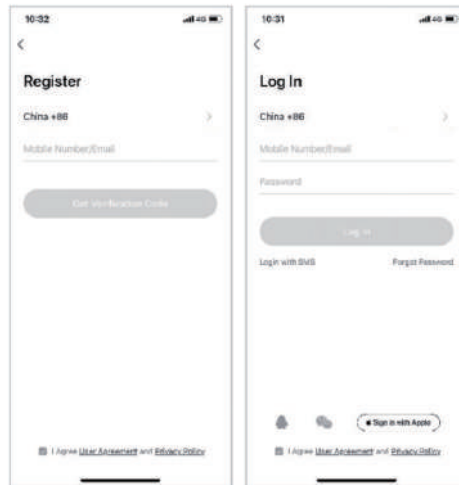 10:32
4G
Register
China +86
Mobile Number/Email
Get Verification Code
I Agree User Agreement and Privacy Policy
10:31
4G
Log In
China +86
Mobile Number/Email
Password
Log In
Login with SMS
Forgot Password
Sign in with Apple
I Agree User Agreement and Privacy Policy